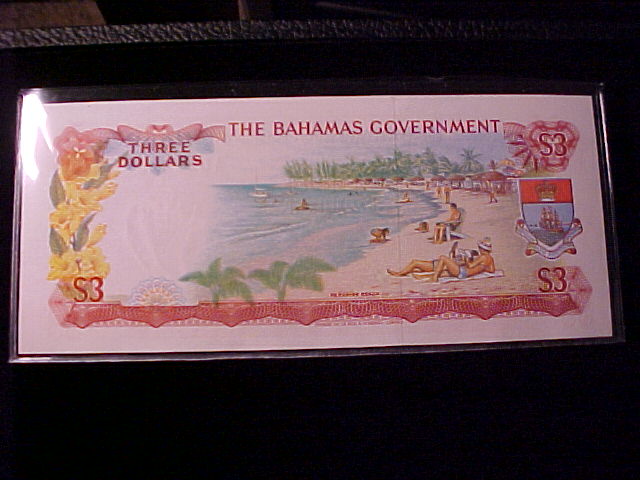 THE BAHAMAS GOVERNMENT
THREE
DOLLARS
$3
$3
$3